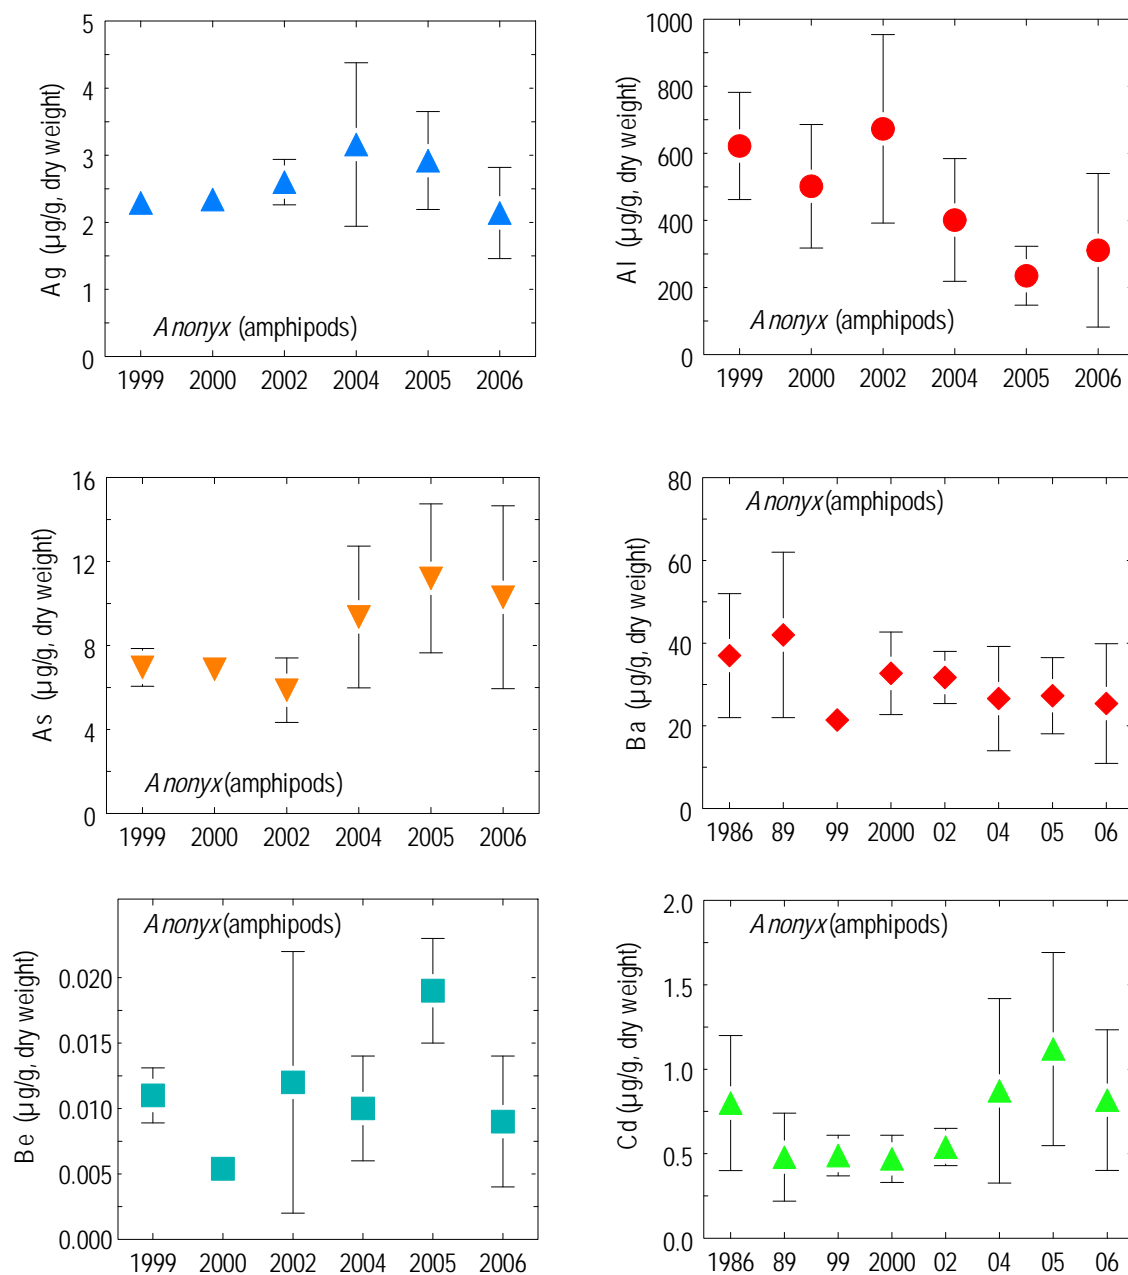 5
4
3
2
1
0
Ag (µg/g, dry weight)
Anonyx (amphipods)
1999 2000 2002 2004 2005 2006
1000
800
600
400
200
0
Al (µg/g, dry weight)
Anonyx (amphipods)
1999 2000 2002 2004 2005 2006
16
12
8
4
0
As (µg/g, dry weight)
Anonyx (amphipods)
1999 2000 2002 2004 2005 2006
80
60
40
20
0
Ba (µg/g, dry weight)
Anonyx (amphipods)
1986 89 99 2000 02 04 05 06
0.020
0.015
0.010
0.005
0.000
Be (µg/g, dry weight)
Anonyx (amphipods)
1999 2000 2002 2004 2005 2006
2.0
1.5
1.0
0.5
0.0
Cd (µg/g, dry weight)
Anonyx (amphipods)
1986 89 99 2000 02 04 05 06